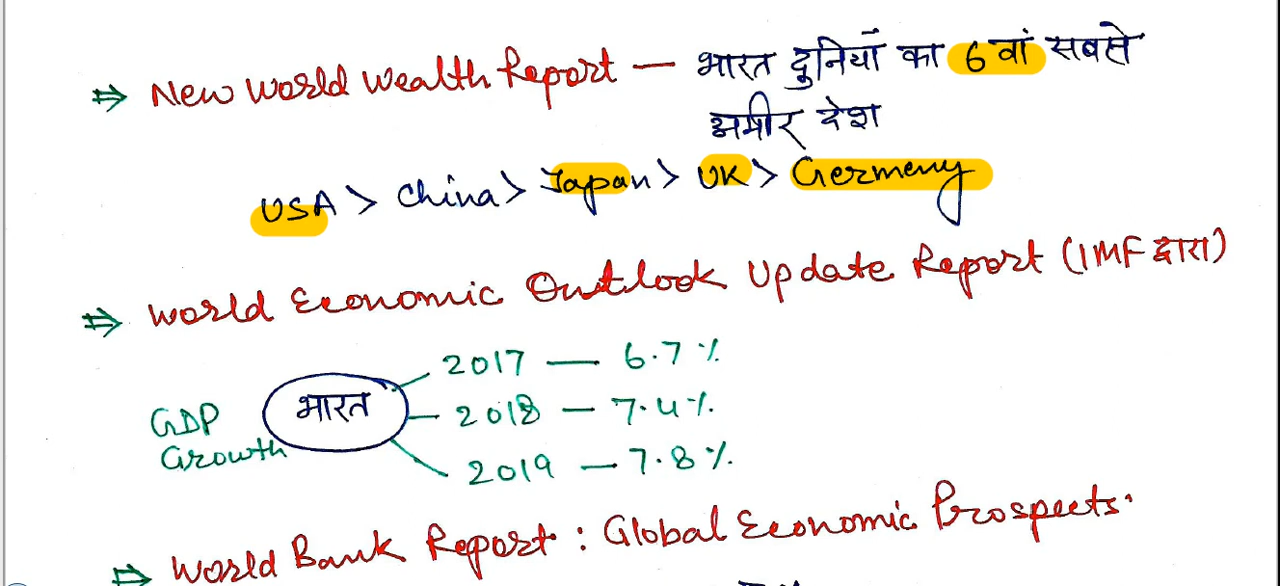 ⇒ New World Wealth Report — भारत दुनियाँ का 6 वां सबसे
अमीर देश
USA > China > Japan > UK > Germeny
⇒ World Economic Outlook Update Report (IMF द्वारा)
2017 — 6.7 %
GDP Growth भारत 2018 — 7.4 %
2019 — 7.8 %
⇒ World Bank Report : Global Economic Prospects.